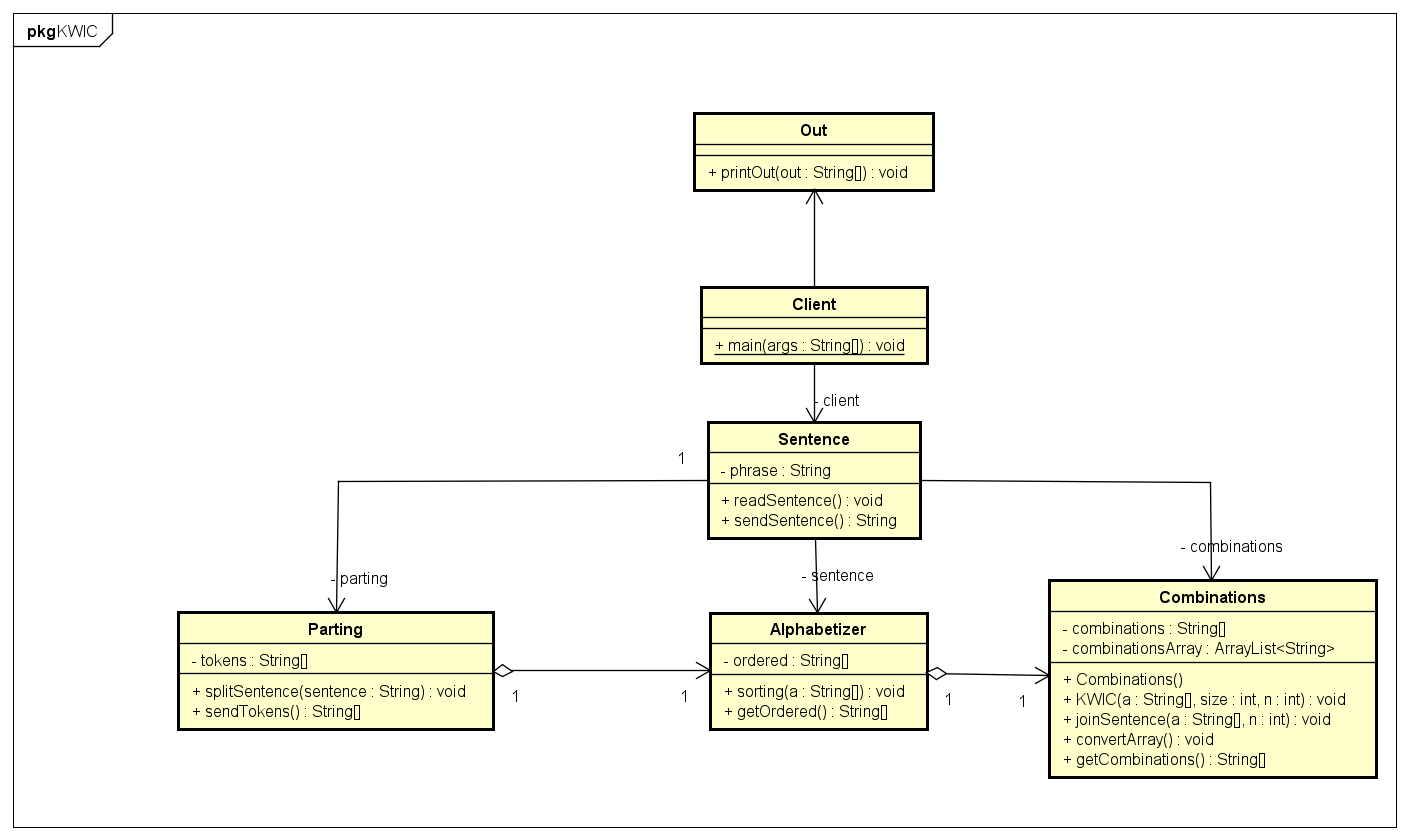 pkgKWIC
Out
+ printOut(out : String[]) : void
Client
+ main(args : String[]) : void
- client
Sentence
- phrase : String
+ readSentence() : void
+ sendSentence() : String
1
- parting
- sentence
- combinations
Parting
- tokens : String[]
+ splitSentence(sentence : String) : void
+ sendTokens() : String[]
1
1
Alphabetizer
- ordered : String[]
+ sorting(a : String[]) : void
+ getOrdered() : String[]
1
1
Combinations
- combinations : String[]
- combinationsArray : ArrayList<String>
+ Combinations()
+ KWIC(a : String[], size : int, n : int) : void
+ joinSentence(a : String[], n : int) : void
+ convertArray() : void
+ getCombinations() : String[]